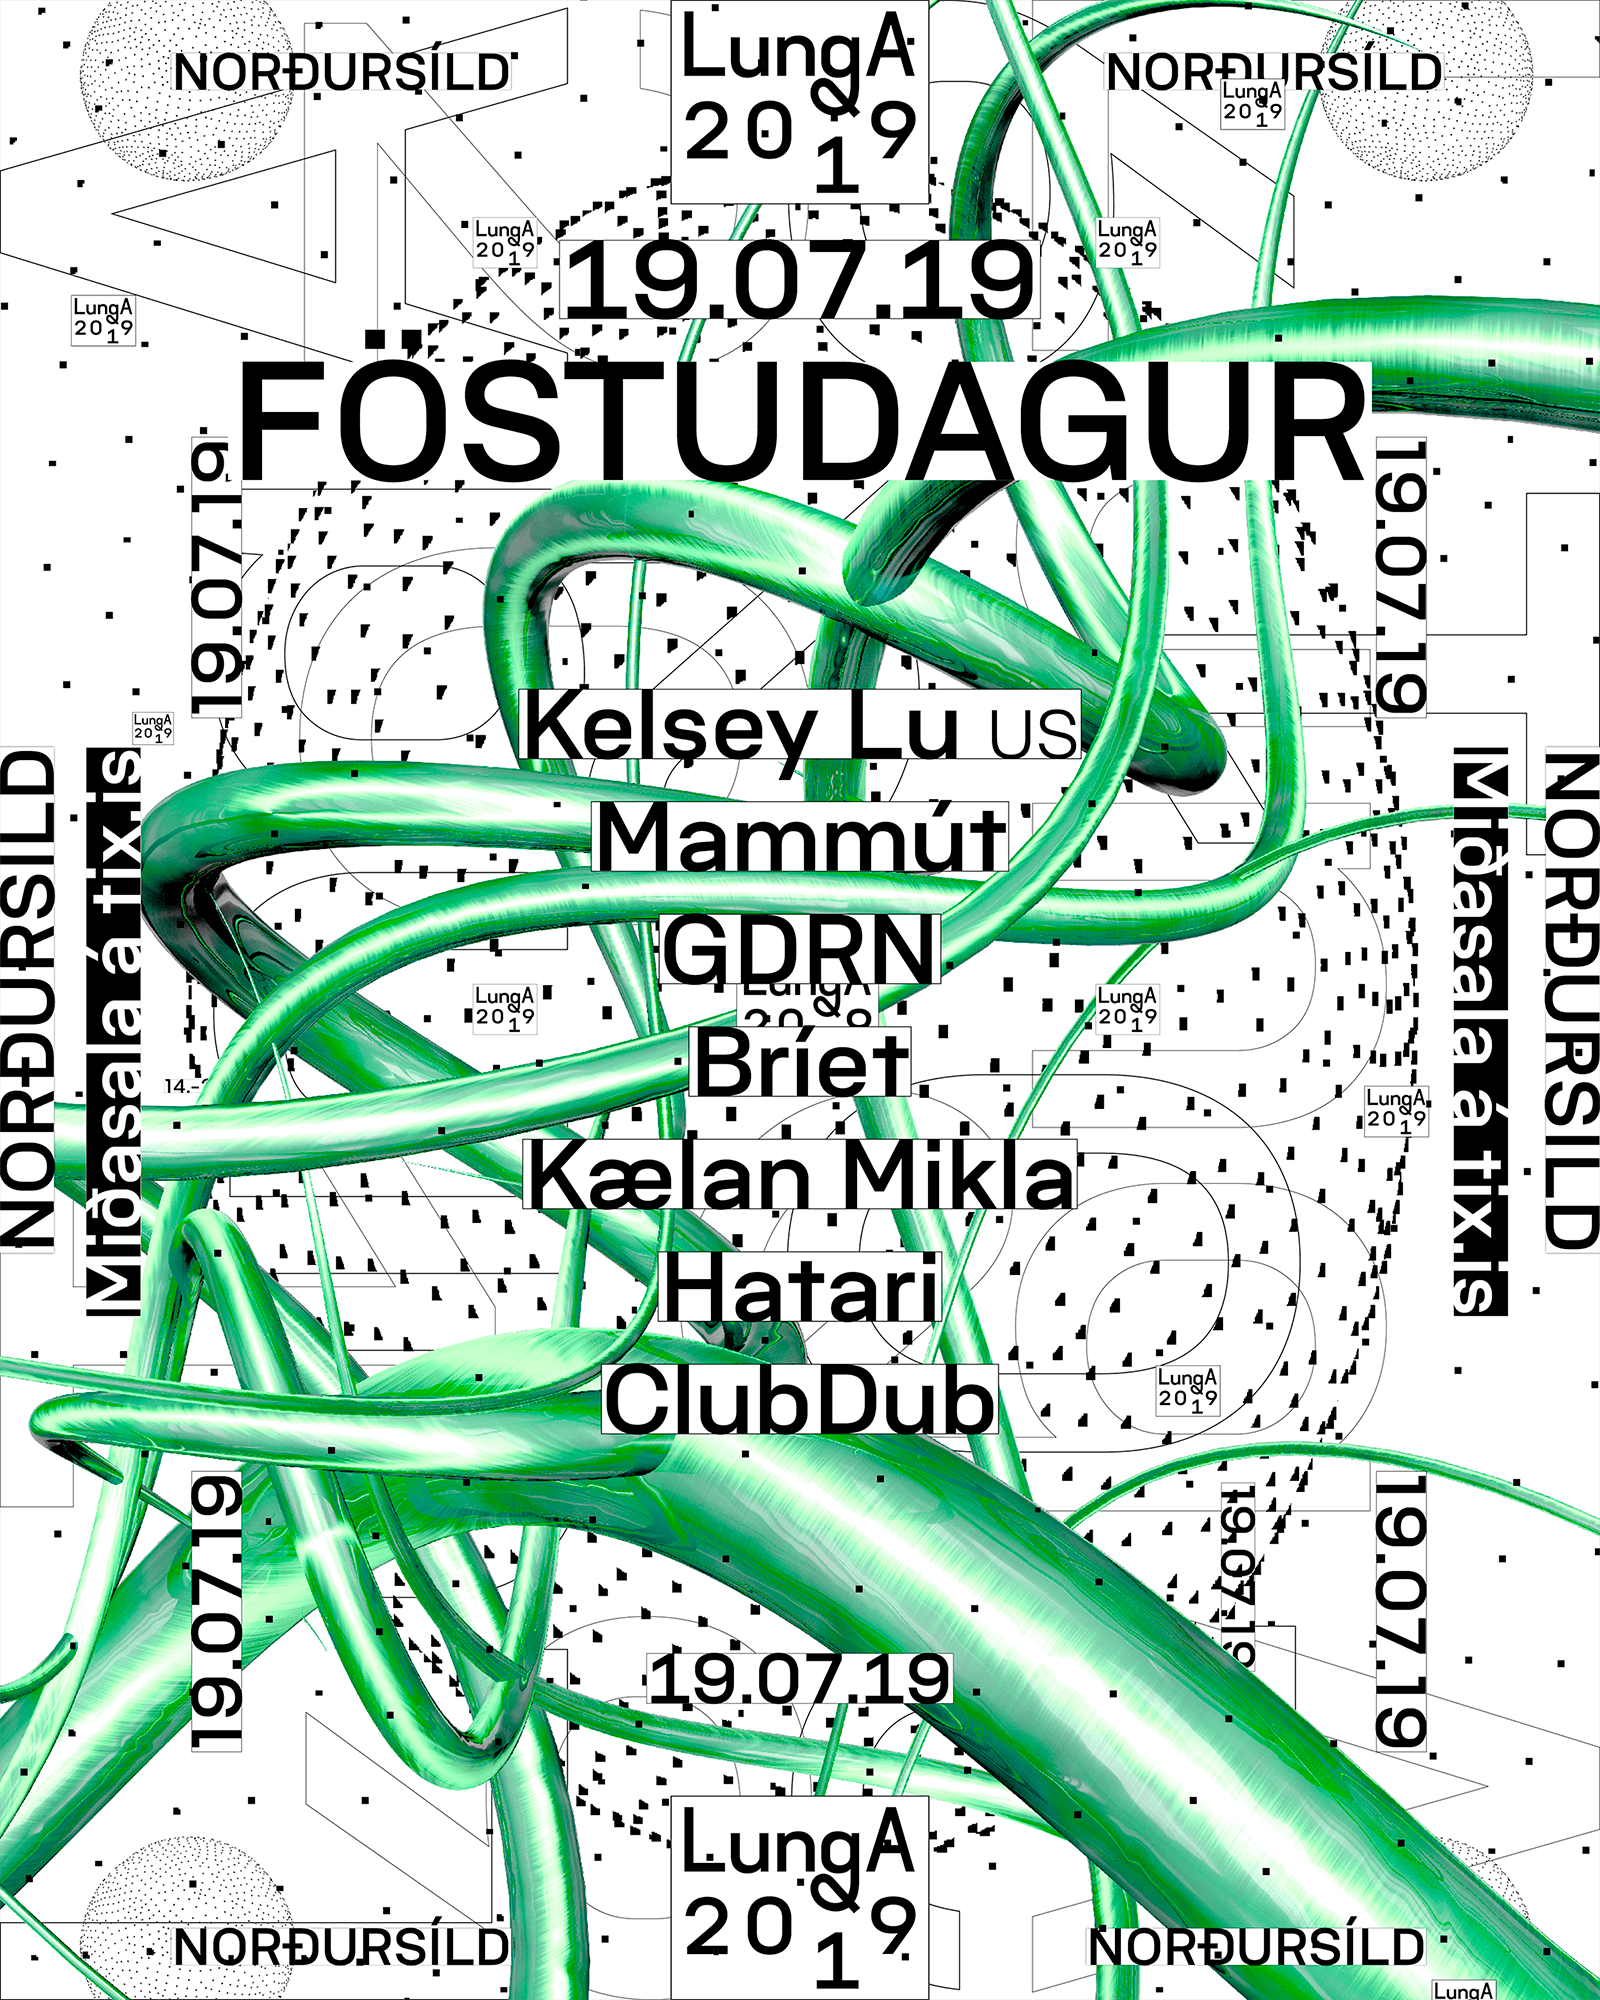 NORÐURSÍLD
LungA
2019
NORÐURSÍLD
LungA
2019
LungA
2019
LungA
2019
LungA
2019
19.07.19
FÖSTUDAGUR
19.07.19
19.07.19
Kelsey Lu US
LungA
2019
Mammút
NORÐURSÍLD
Miðasala á tix.is
Miðasala á tix.is
NORÐURSÍLD
GDRN
LungA
2019
LungA
2019
LungA
2019
Bríet
14.-
LungA
2019
Kælan Mikla
Hatari
ClubDub
LungA
2019
19.07.19
19.07.19
19.07.19
19.07.19
LungA
2019
NORÐURSÍLD
NORÐURSÍLD
LungA